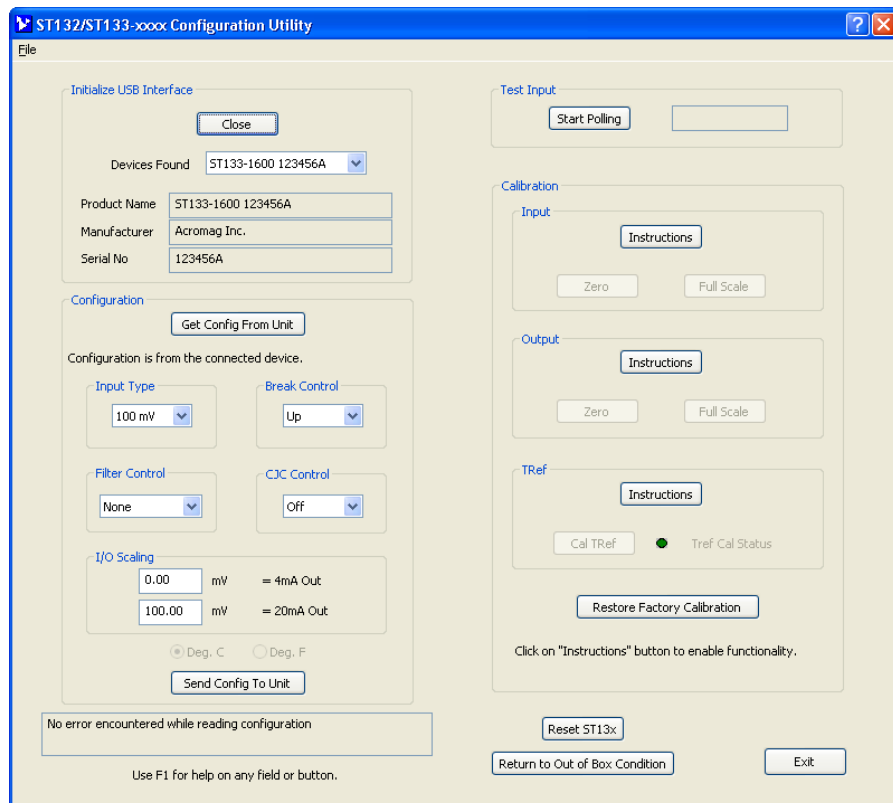 ST132/ST133-xxxx Configuration Utility
File
Initialize USB Interface
Close
Devices Found ST133-1600 123456A
Product Name ST133-1600 123456A
Manufacturer Acromag Inc.
Serial No 123456A
Configuration
Get Config From Unit
Configuration is from the connected device.
Input Type
100 mV
Break Control
Up
Filter Control
None
CJC Control
Off
I/O Scaling
0.00 mV = 4mA Out
100.00 mV = 20mA Out
Deg. C Deg. F
Send Config To Unit
No error encountered while reading configuration
Use F1 for help on any field or button.
Test Input
Start Polling
Calibration
Input
Instructions
Zero Full Scale
Output
Instructions
Zero Full Scale
TRef
Instructions
Cal TRef Tref Cal Status
Restore Factory Calibration
Click on "Instructions" button to enable functionality.
Reset ST13x
Return to Out of Box Condition
Exit